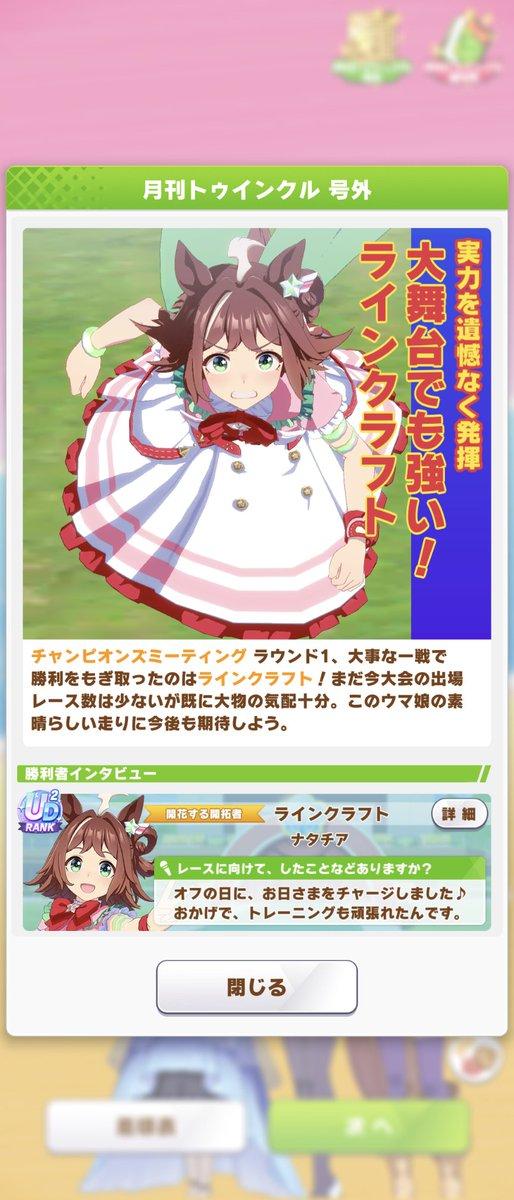 月刊トゥインクル 号外
実力を遺憾なく発揮
大舞台でも強い!
ラインクラフト
チャンピオンズミーティング ラウンド1、大事な一戦で
勝利をもぎ取ったのはラインクラフト!まだ今大会の出場
レース数は少ないが既に大物の気配十分。このウマ娘の素
晴らしい走りに今後も期待しよう。
勝利者インタビュー
UD2
RANK
開花する開拓者
ラインクラフト
詳細
ナタチア
レースに向けて、したことなどありますか?
オフの日に、お日さまをチャージしました♪
おかげで、トレーニングも頑張れたんです。
閉じる
次へ